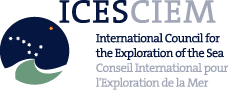 ICES CIEM
International Council for
the Exploration of the Sea
Conseil International pour
l'Exploration de la Mer